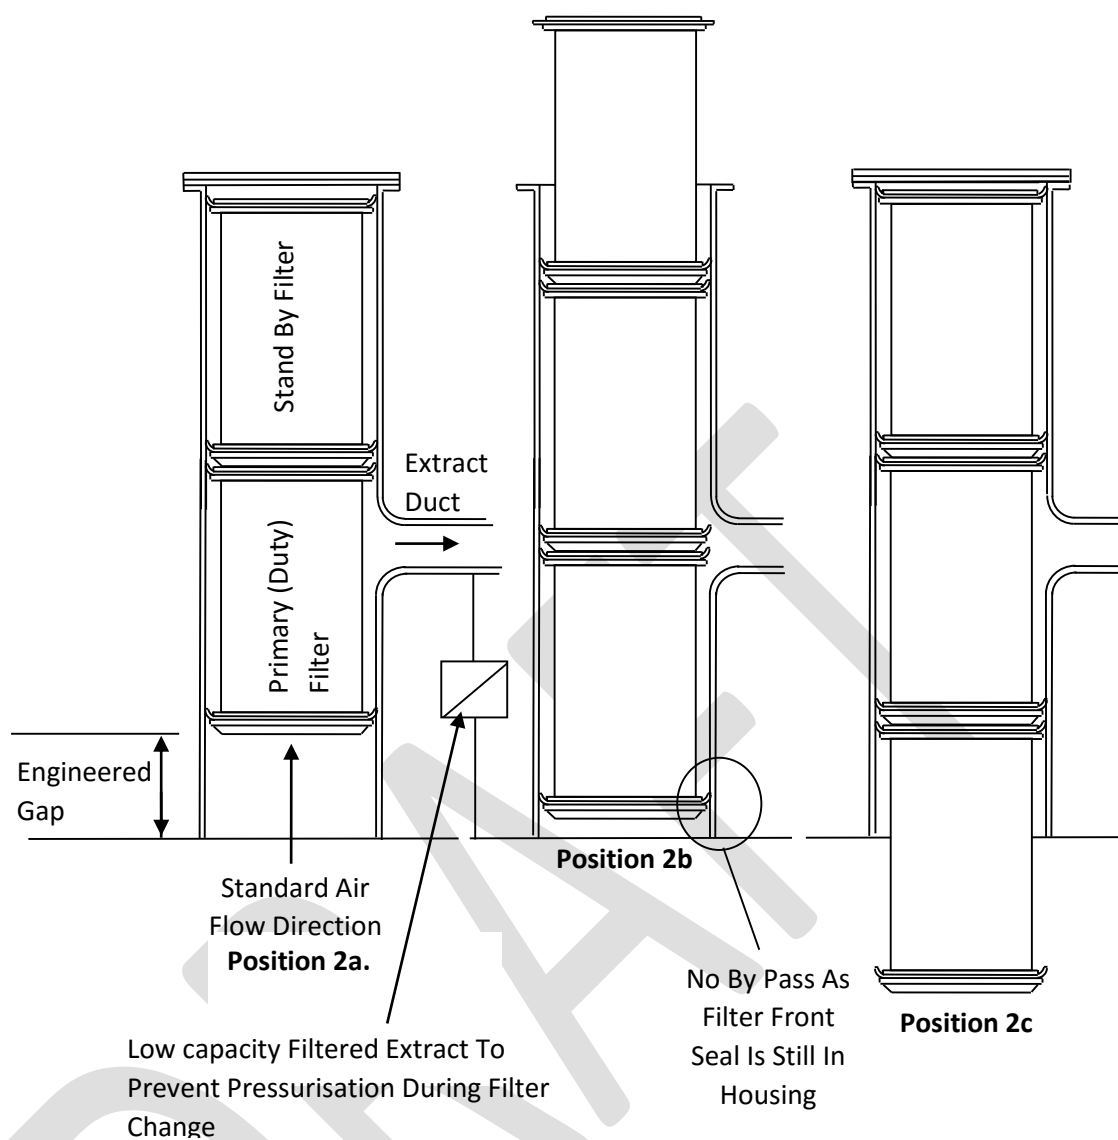 Stand By Filter
Primary (Duty)
Filter
Extract
Duct
Engineered
Gap
Standard Air
Flow Direction
Position 2a.
Position 2b
Position 2c
No By Pass As
Filter Front
Seal Is Still In
Housing
Low capacity Filtered Extract To
Prevent Pressurisation During Filter
Change
DRAFT